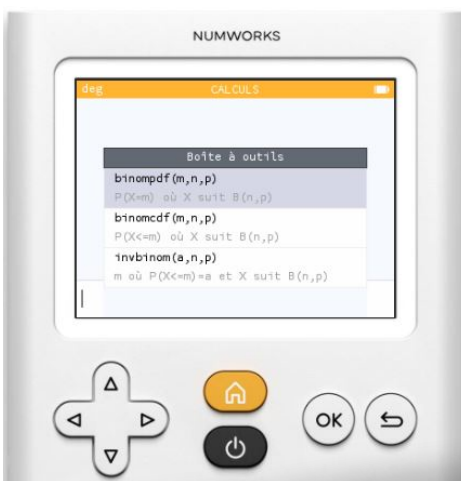 NUMWORKS
deg CALCULS
Boîte à outils
binompdf(m,n,p)
P(X=m) où X suit B(n,p)
binomcdf(m,n,p)
P(X<=m) où X suit B(n,p)
invbinom(a,n,p)
m où P(X<=m)=a et X suit B(n,p)
OK